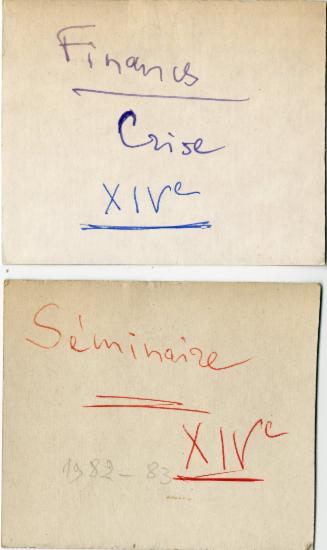 Finances
Crise
XIVe
Séminaire
XIVe
1982-83